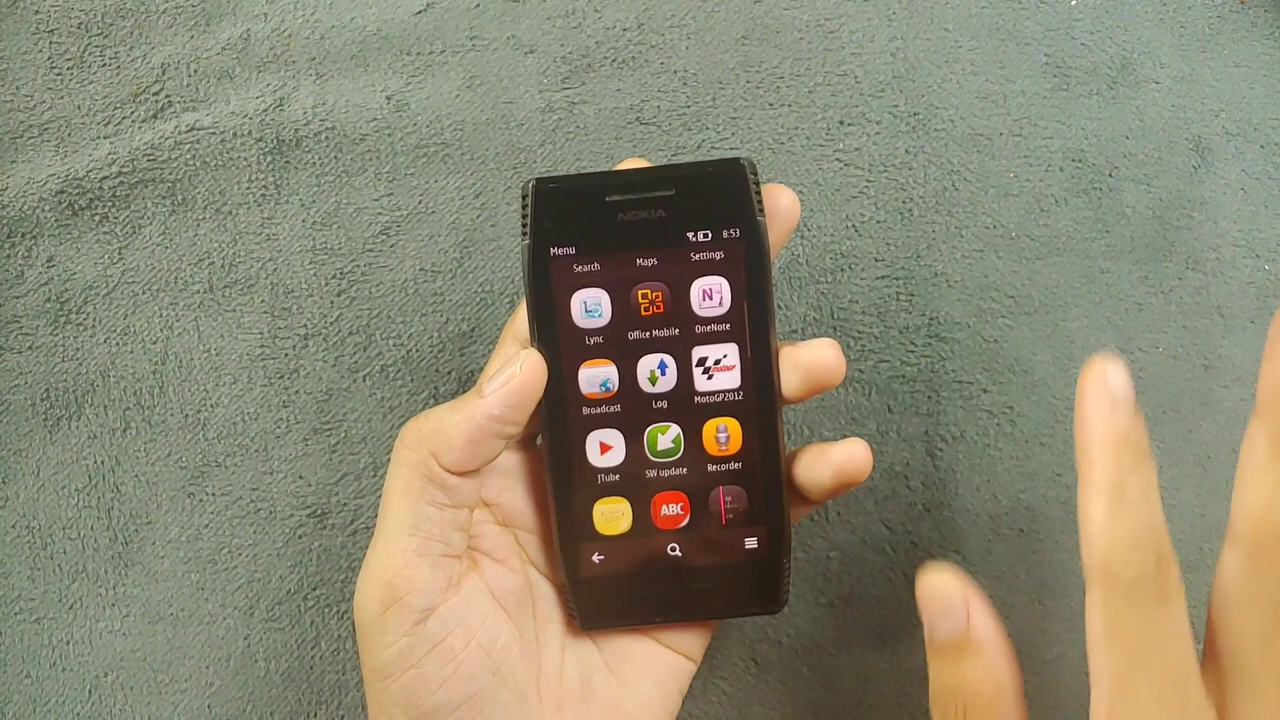 NOKIA
8:53
Menu
Search Maps Settings
L N
Lync Office Mobile OneNote
motoGP
Broadcast Log MotoGP2012
JTube SW update Recorder
ABC